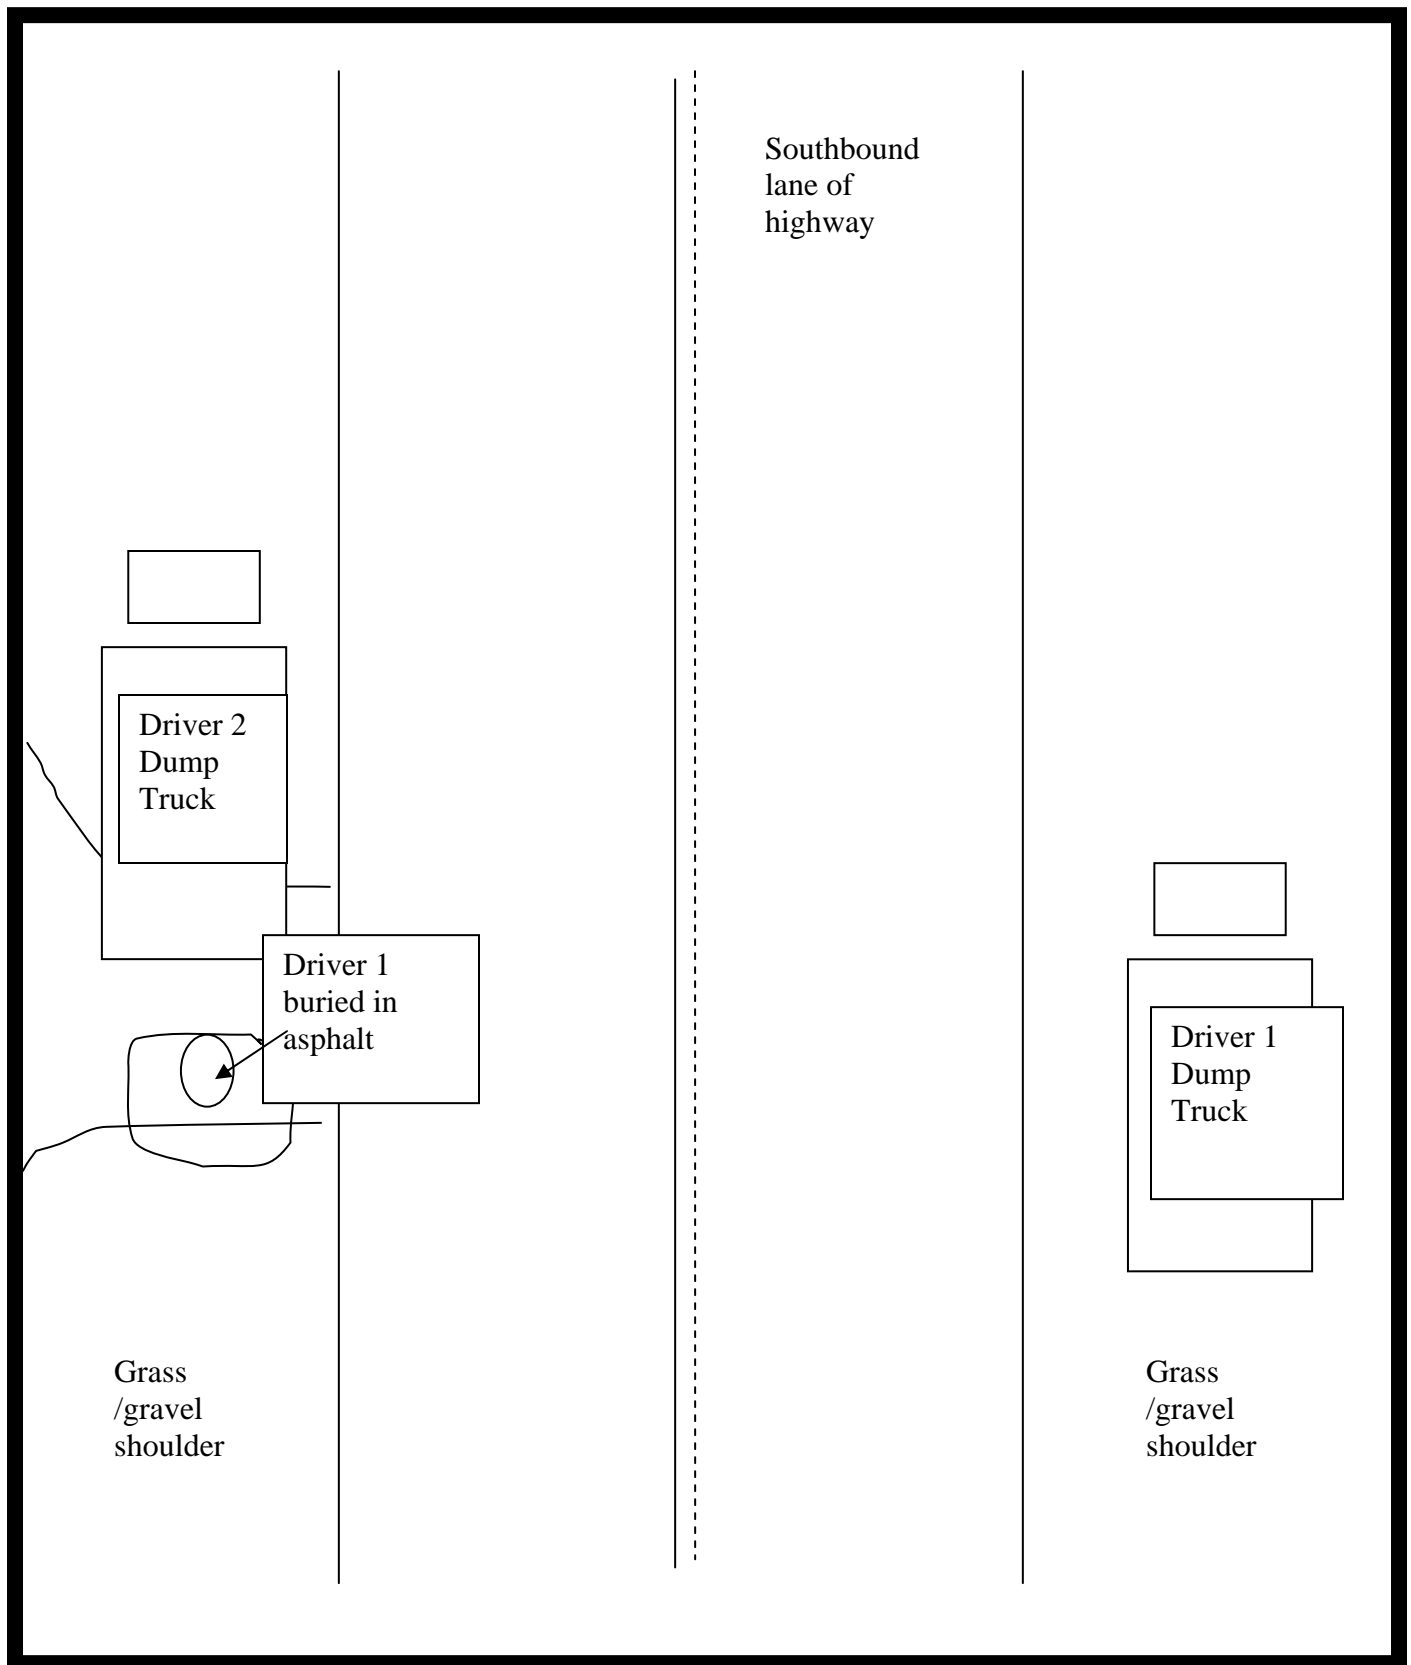 Southbound
lane of
highway
Driver 2
Dump
Truck
Driver 1
buried in
asphalt
Driver 1
Dump
Truck
Grass
/gravel
shoulder
Grass
/gravel
shoulder